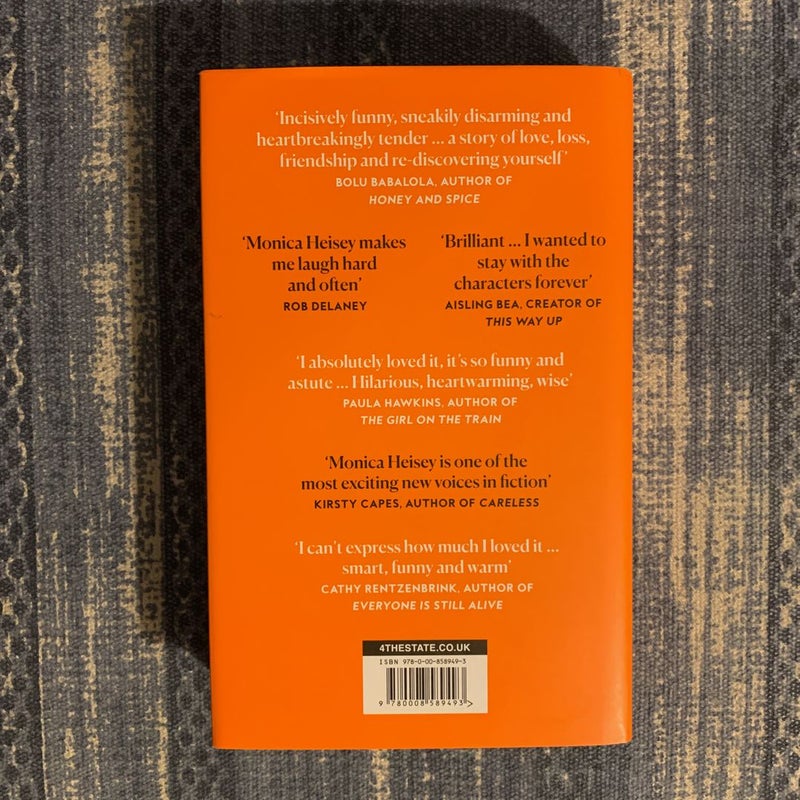 ‘Incisively funny, sneakily disarming and
heartbreakingly tender ... a story of love, loss,
friendship and re-discovering yourself’
BOLU BABALOLA, AUTHOR OF
HONEY AND SPICE
‘Monica Heisey makes
me laugh hard
and often’
ROB DELANEY
‘Brilliant ... I wanted to
stay with the
characters forever’
AISLING BEA, CREATOR OF
THIS WAY UP
‘I absolutely loved it, it’s so funny and
astute ... Hilarious, heartwarming, wise’
PAULA HAWKINS, AUTHOR OF
THE GIRL ON THE TRAIN
‘Monica Heisey is one of the
most exciting new voices in fiction’
KIRSTY CAPES, AUTHOR OF CARELESS
‘I can’t express how much I loved it ...
smart, funny and warm’
CATHY RENTZENBRINK, AUTHOR OF
EVERYONE IS STILL ALIVE
4THESTATE.CO.UK
ISBN 978-0-00-858949-3
9 780008 589493 >